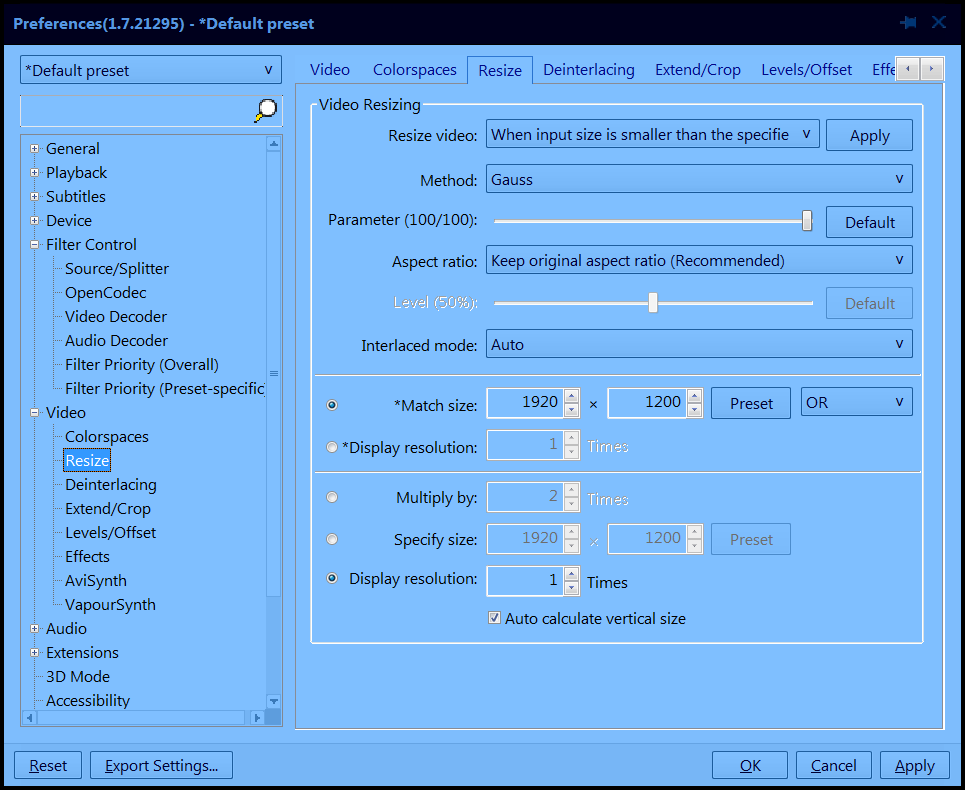 Preferences(1.7.21295) - *Default preset
*Default preset
General
Playback
Subtitles
Device
Filter Control
Source/Splitter
OpenCodec
Video Decoder
Audio Decoder
Filter Priority (Overall)
Filter Priority (Preset-specific
Video
Colorspaces
Resize
Deinterlacing
Extend/Crop
Levels/Offset
Effects
AviSynth
VapourSynth
Audio
Extensions
3D Mode
Accessibility
Video Colorspaces Resize Deinterlacing Extend/Crop Levels/Offset Effe
Video Resizing
Resize video: When input size is smaller than the specifie Apply
Method: Gauss
Parameter (100/100): Default
Aspect ratio: Keep original aspect ratio (Recommended)
Level (50%): Default
Interlaced mode: Auto
*Match size: 1920 × 1200 Preset OR
*Display resolution: 1 Times
Multiply by: 2 Times
Specify size: 1920 × 1200 Preset
Display resolution: 1 Times
Auto calculate vertical size
Reset Export Settings... OK Cancel Apply